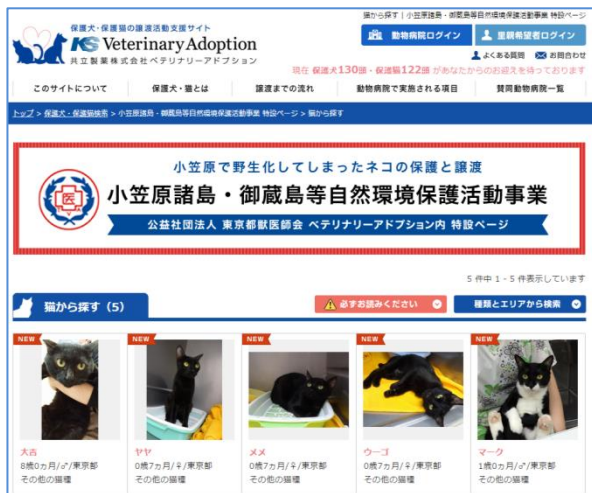 猫から探す | 小笠原諸島・御蔵島等自然環境保護活動事業 特設ページ
保護犬・保護猫の譲渡活動支援サイト
KS Veterinary Adoption
共立製薬株式会社ベテリナリーアドプション
動物病院ログイン
里親希望者ログイン
よくある質問
お問合わせ
現在 保護犬130頭・保護猫122頭 があなたからのお迎えを待っております
このサイトについて
保護犬・猫とは
譲渡までの流れ
動物病院で実施される項目
賛同動物病院一覧
トップ > 保護犬・保護猫検索 > 小笠原諸島・御蔵島等自然環境保護活動事業 特設ページ > 猫から探す
医
小笠原で野生化してしまったネコの保護と譲渡
小笠原諸島・御蔵島等自然環境保護活動事業
公益社団法人 東京都獣医師会 ベテリナリーアドプション内 特設ページ
5 件中 1 - 5 件表示しています
猫から探す（5）
必ずお読みください
種類とエリアから検索
NEW
大吉
8歳0ヵ月/♂/東京都
その他の猫種
NEW
ヤヤ
0歳7ヵ月/♀/東京都
その他の猫種
NEW
メメ
0歳7ヵ月/♀/東京都
その他の猫種
NEW
ウーゴ
0歳7ヵ月/♀/東京都
その他の猫種
NEW
マーク
1歳0ヵ月/♂/東京都
その他の猫種